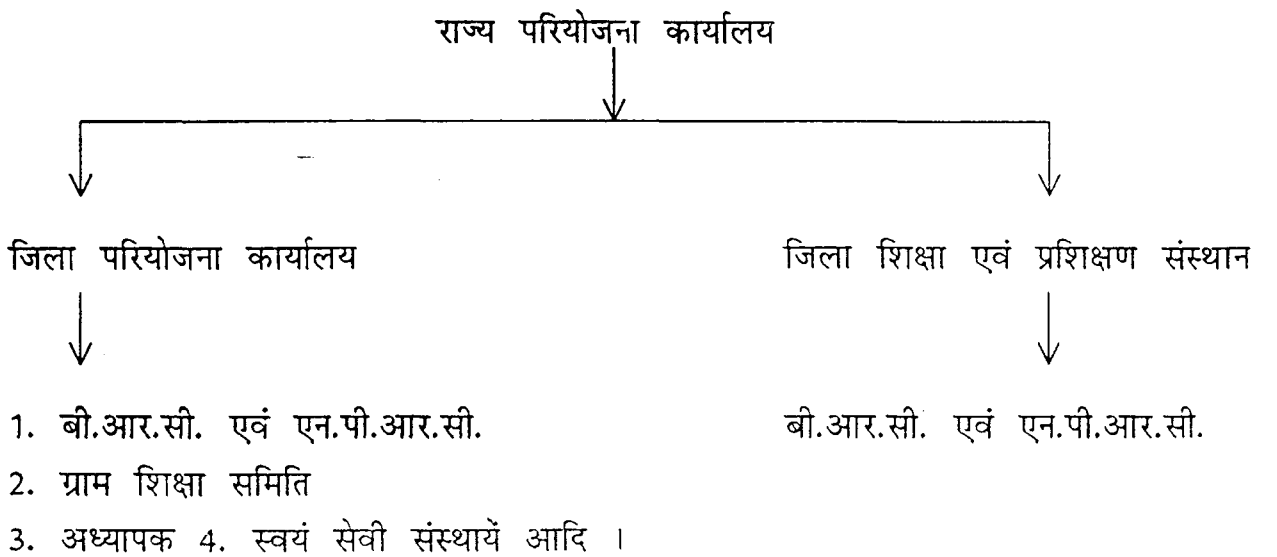 राज्य परियोजना कार्यालय
जिला परियोजना कार्यालय जिला शिक्षा एवं प्रशिक्षण संस्थान
1. बी.आर.सी. एवं एन.पी.आर.सी. बी.आर.सी. एवं एन.पी.आर.सी.
2. ग्राम शिक्षा समिति
3. अध्यापक 4. स्वयं सेवी संस्थायें आदि ।